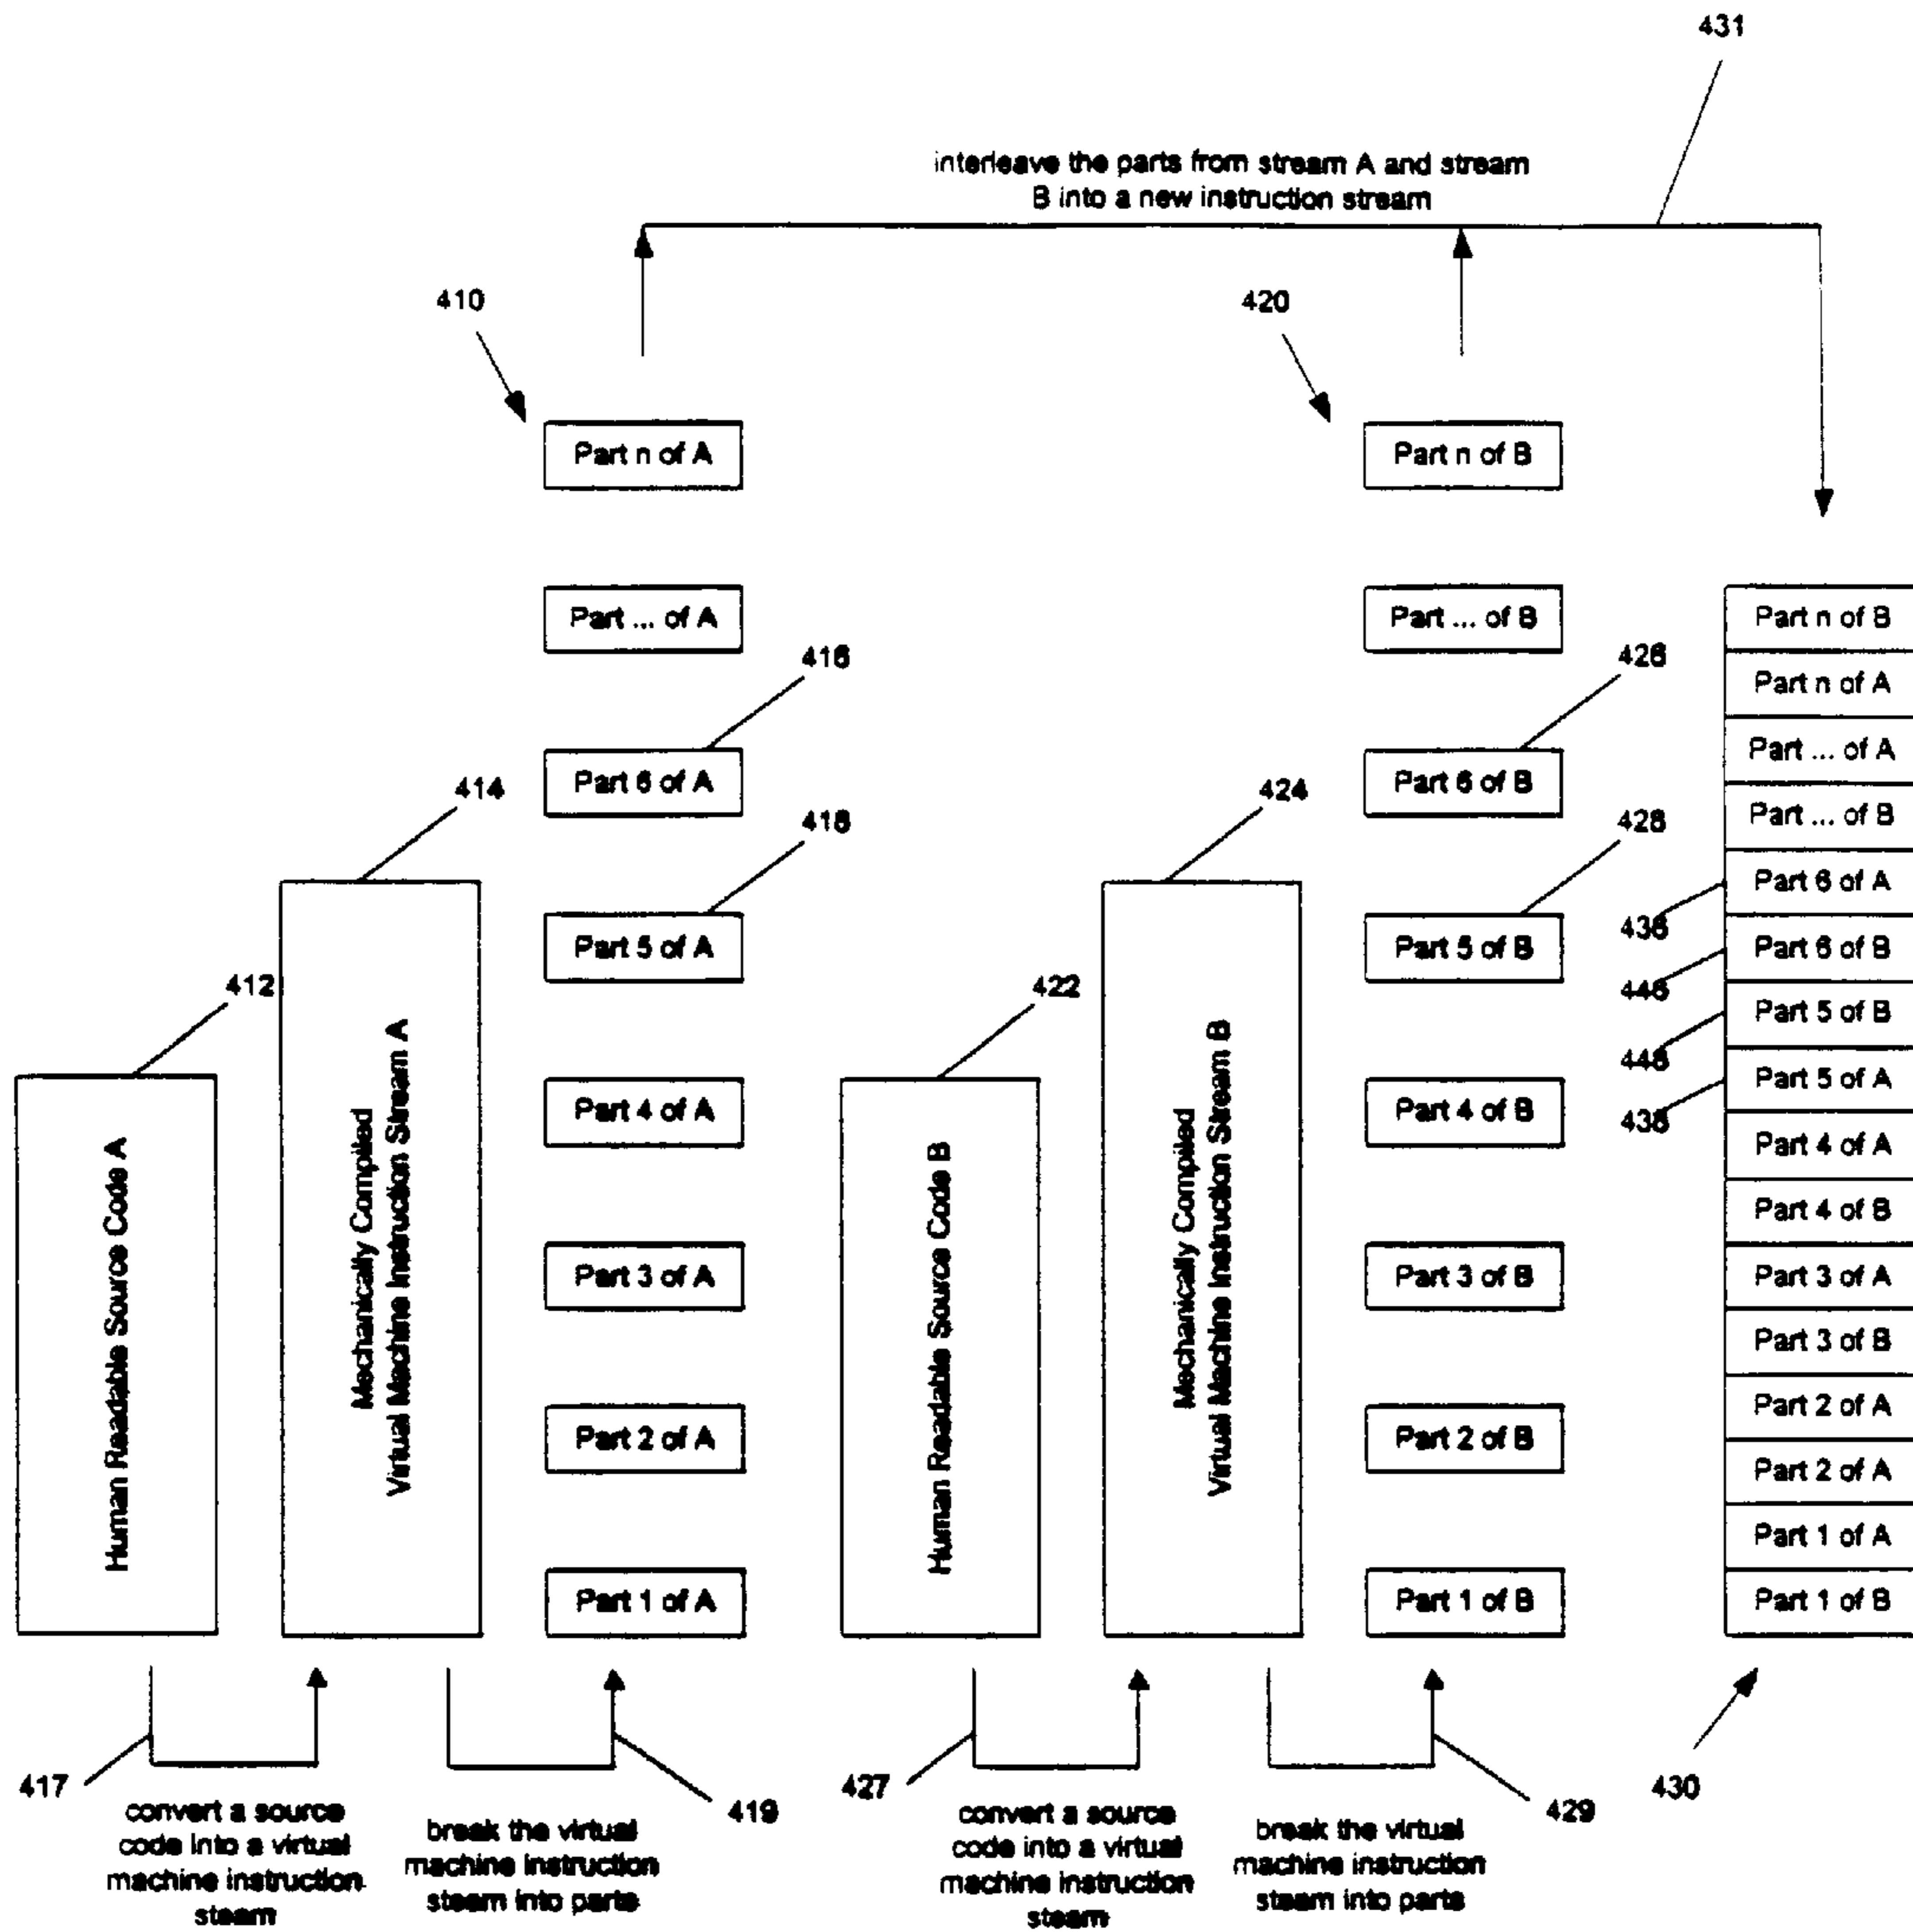 431
interleave the parts from stream A and stream
B into a new instruction stream
410
420
Part n of A
Part n of B
Part ... of A
Part ... of B
Part n of B
416
426
Part n of A
Part 6 of A
Part 6 of B
Part ... of A
414
424
Part ... of B
418
428
Part 6 of A
Part 5 of A
Part 5 of B
436
Part 6 of B
412
422
446
Part 5 of B
448
Part 5 of A
Part 4 of A
Part 4 of B
438
Part 4 of A
Part 4 of B
Part 3 of A
Part 3 of B
Part 3 of A
Part 3 of B
Part 2 of A
Part 2 of B
Part 2 of A
Part 2 of A
Part 1 of A
Part 1 of A
Part 1 of B
Part 1 of B
Human Readable Source Code A
Mechanically Compiled
Virtual Machine Instruction Stream A
Human Readable Source Code B
Mechanically Compiled
Virtual Machine Instruction Stream B
417
419
427
429
430
convert a source
code into a virtual
machine instruction
steam
break the virtual
machine instruction
steam into parts
convert a source
code into a virtual
machine instruction
steam
break the virtual
machine instruction
steam into parts